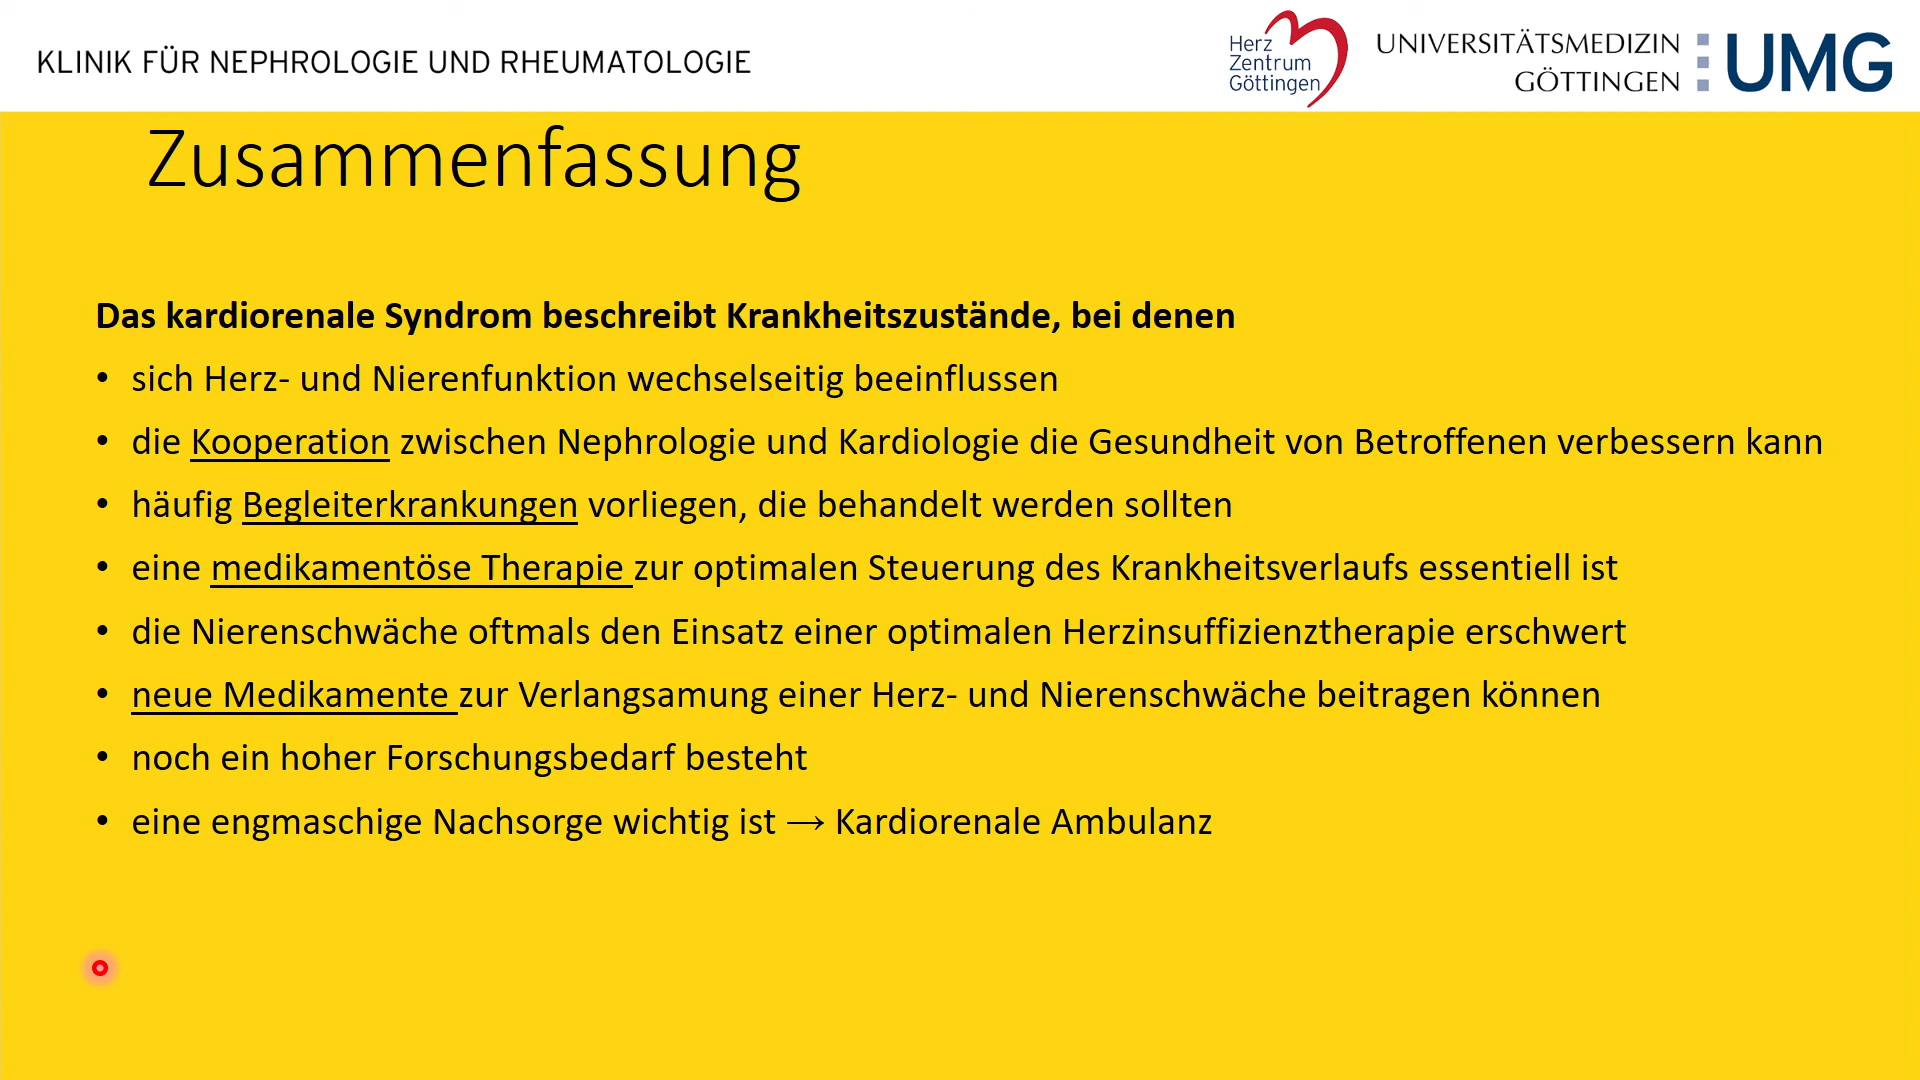 KLINIK FÜR NEPHROLOGIE UND RHEUMATOLOGIE
Herz
Zentrum
Göttingen
UNIVERSITÄTSMEDIZIN
GÖTTINGEN
UMG
Zusammenfassung
Das kardiorenale Syndrom beschreibt Krankheitszustände, bei denen
• sich Herz- und Nierenfunktion wechselseitig beeinflussen
• die Kooperation zwischen Nephrologie und Kardiologie die Gesundheit von Betroffenen verbessern kann
• häufig Begleiterkrankungen vorliegen, die behandelt werden sollten
• eine medikamentöse Therapie zur optimalen Steuerung des Krankheitsverlaufs essentiell ist
• die Nierenschwäche oftmals den Einsatz einer optimalen Herzinsuffizienztherapie erschwert
• neue Medikamente zur Verlangsamung einer Herz- und Nierenschwäche beitragen können
• noch ein hoher Forschungsbedarf besteht
• eine engmaschige Nachsorge wichtig ist → Kardiorenale Ambulanz